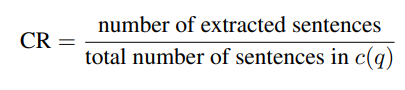 CR = number of extracted sentences
total number of sentences in c(q)